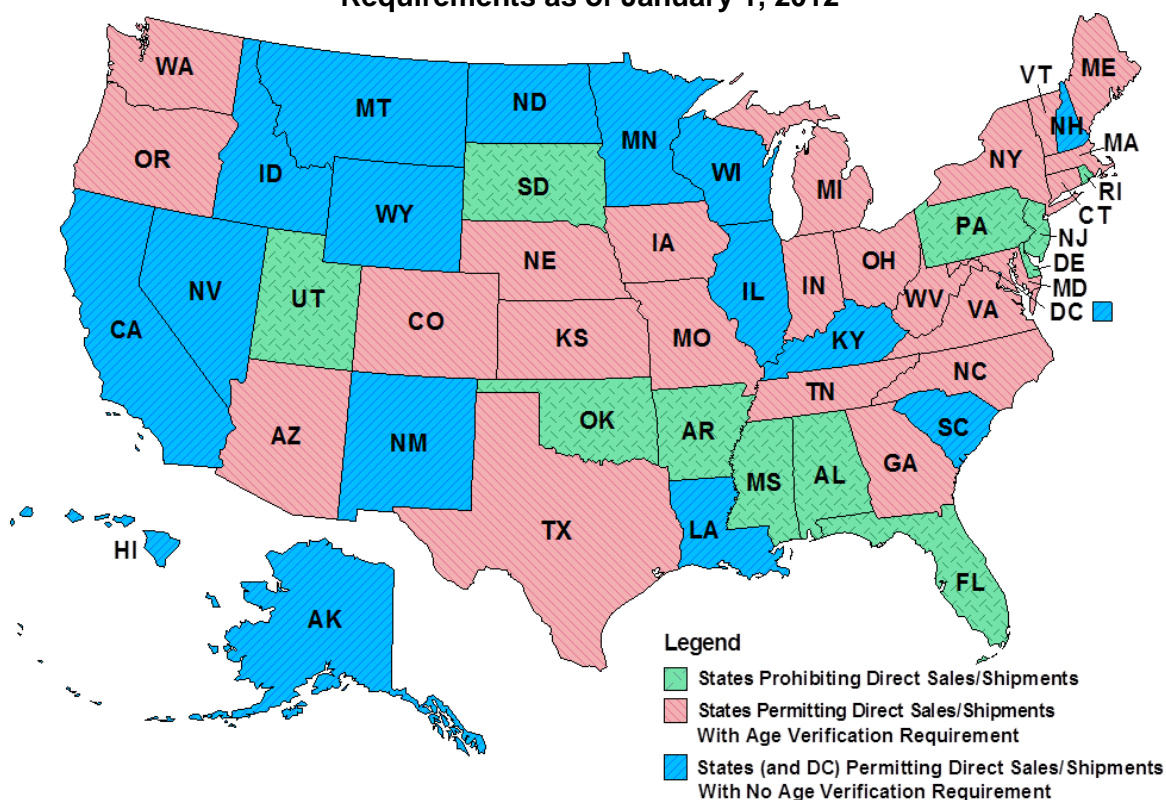 Requirements as of January 1, 2012
WA
MT
ND
MN
VT
ME
NH
OR
ID
SD
WI
NY
MA
MI
RI
WY
CT
PA
IA
NJ
NE
OH
DE
NV
UT
IL
IN
MD
WV
VA
DC
CA
CO
KS
MO
KY
NC
TN
AZ
NM
OK
AR
SC
GA
MS
AL
TX
LA
HI
FL
AK
Legend
States Prohibiting Direct Sales/Shipments
States Permitting Direct Sales/Shipments
With Age Verification Requirement
States (and DC) Permitting Direct Sales/Shipments
With No Age Verification Requirement